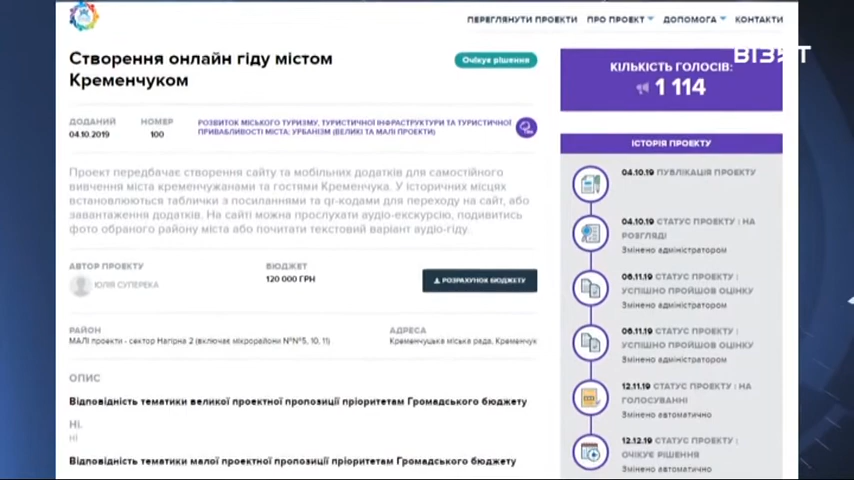 ПЕРЕГЛЯНУТИ ПРОЕКТИ ПРО ПРОЕКТ ДОПОМОГА КОНТАКТИ
ВІЗИТ
Створення онлайн гіду містом
Кременчуком
Очікує рішення
ДОДАНИЙ
04.10.2019
НОМЕР
100
РОЗВИТОК МІСЬКОГО ТУРИЗМУ, ТУРИСТИЧНОЇ ІНФРАСТРУКТУРИ ТА ТУРИСТИЧНОЇ
ПРИВАБЛИВОСТІ МІСТА; УРБАНІЗМ (ВЕЛИКІ ТА МАЛІ ПРОЕКТИ)
Проект передбачає створення сайту та мобільних додатків для самостійного
вивчення міста кременчужанами та гостями Кременчука. У історичних місцях
встановлюються таблички з посиланнями та qr-кодами для переходу на сайт, або
завантаження додатків. На сайті можна прослухати аудіо-екскурсію, подивитись
фото обраного району міста або почитати текстовий варіант аудіо-гіду.
АВТОР ПРОЕКТУ
ЮЛІЯ СУПЕРЕКА
БЮДЖЕТ
120 000 ГРН
РОЗРАХУНОК БЮДЖЕТУ
РАЙОН
МАЛІ проекти - сектор Нагірна 2 (включає мікрорайони №№5, 10, 11)
АДРЕСА
Кременчуцька міська рада, Кременчук
ОПИС
Відповідність тематики великої проектної пропозиції пріоритетам Громадського бюджету
Ні.
ні
Відповідність тематики малої проектної пропозиції пріоритетам Громадського бюджету
КІЛЬКІСТЬ ГОЛОСІВ:
1 114
ІСТОРІЯ ПРОЕКТУ
04.10.19 ПУБЛІКАЦІЯ ПРОЕКТУ
04.10.19 СТАТУС ПРОЕКТУ : НА
РОЗГЛЯДІ
Змінено адміністратором
06.11.19 СТАТУС ПРОЕКТУ :
УСПІШНО ПРОЙШОВ ОЦІНКУ
Змінено адміністратором
06.11.19 СТАТУС ПРОЕКТУ :
УСПІШНО ПРОЙШОВ ОЦІНКУ
Змінено адміністратором
12.11.19 СТАТУС ПРОЕКТУ : НА
ГОЛОСУВАННІ
Змінено автоматично
12.12.19 СТАТУС ПРОЕКТУ :
ОЧІКУЄ РІШЕННЯ
Змінено автоматично